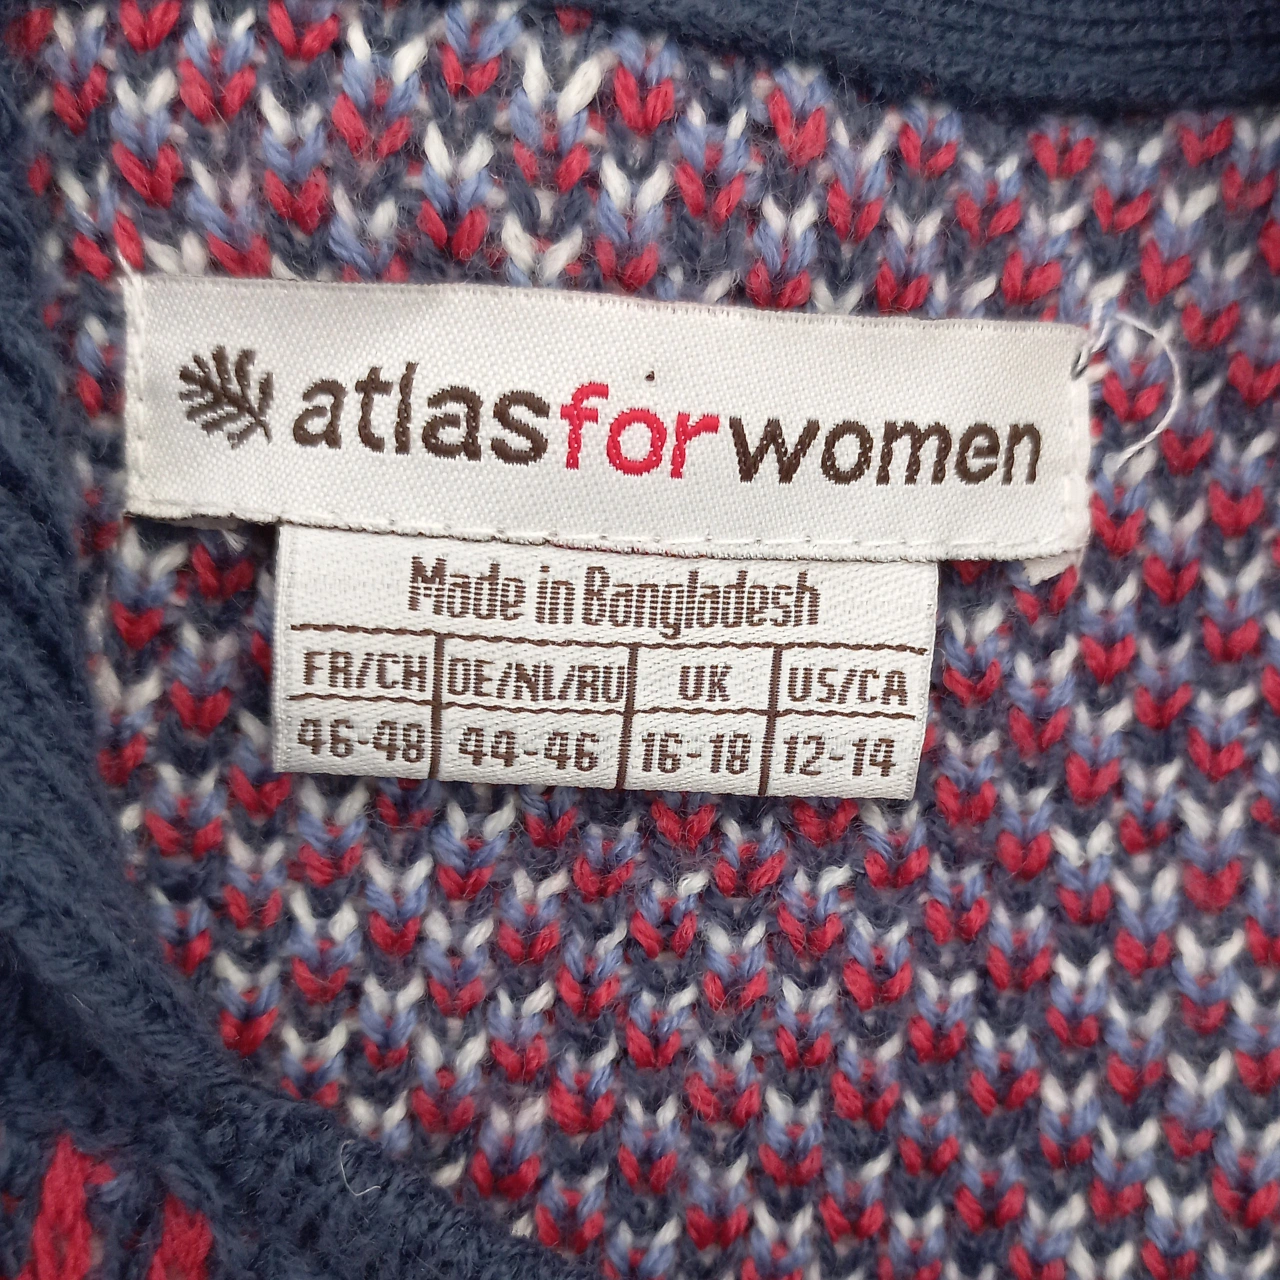 atlasforwomen
Made in Bangladesh
FR/CH DE/NL/RU UK US/CA
46-48 44-46 16-18 12-14